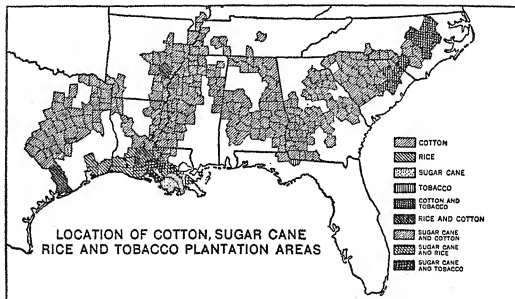 COTTON
RICE
SUGAR CANE
TOBACCO
COTTON AND
TOBACCO
RICE AND COTTON
SUGAR CANE
AND COTTON
SUGAR CANE
AND RICE
SUGAR CANE
AND TOBACCO
LOCATION OF COTTON, SUGAR CANE
RICE AND TOBACCO PLANTATION AREAS